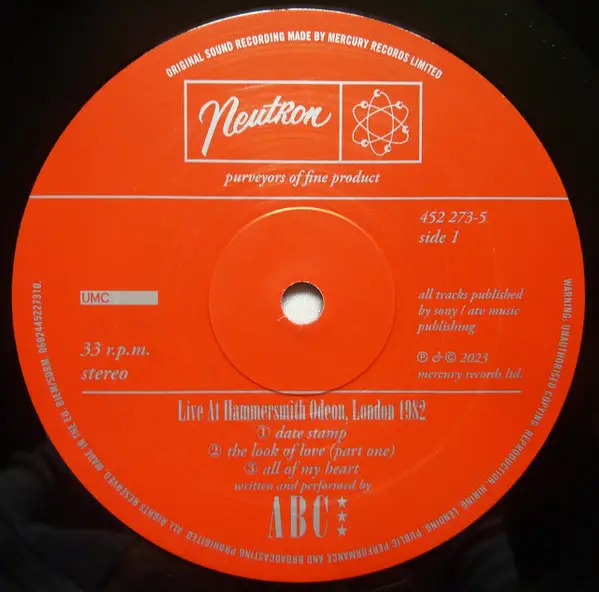 ORIGINAL SOUND RECORDING MADE BY MERCURY RECORDS LIMITED
Neutron
purveyors of fine product
452 273-5
side 1
UMC
33 r.p.m.
stereo
all tracks published
by sony / atv music
publishing
℗ & © 2023
mercury records ltd.
Live At Hammersmith Odeon, London 1982
① date stamp
② the look of love (part one)
③ all of my heart
written and performed by
ABC
WARNING. UNAUTHORISED COPYING, REPRODUCTION, HIRING, LENDING, PUBLIC PERFORMANCE AND BROADCASTING PROHIBITED ALL RIGHTS RESERVED MADE IN THE EU. BIEM/SDRM. 0602445227310.